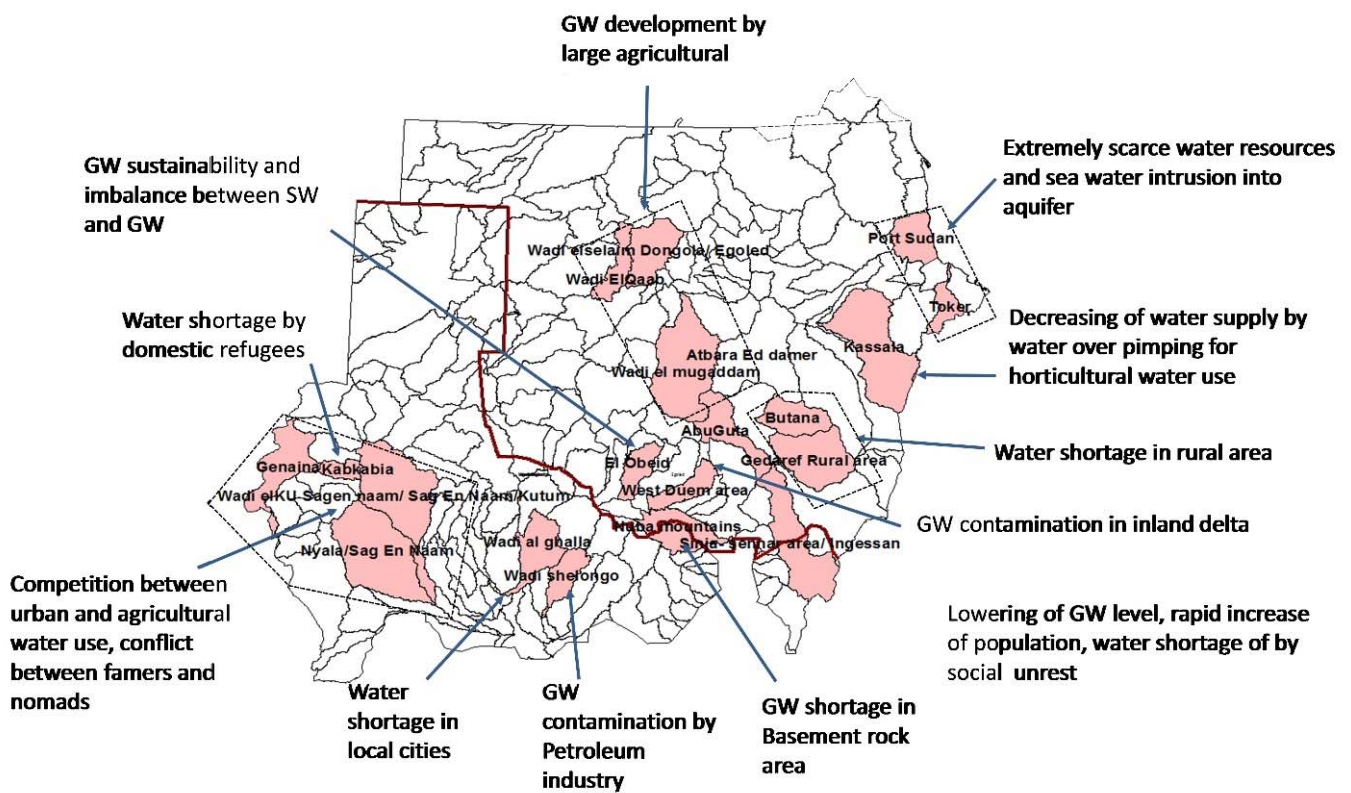 GW development by
large agricultural
GW sustainability and
imbalance between SW
and GW
Extremely scarce water resources
and sea water intrusion into
aquifer
Port Sudan
Wadi elselaim Dongola/ Egoled
Wadi ElQaab
Toker
Water shortage by
domestic refugees
Decreasing of water supply by
water over pimping for
horticultural water use
Kassala
Atbara Ed damer
Wadi el mugaddam
Butana
AbuGuta
Water shortage in rural area
Gedaref Rural area
El Obeid
Genaina
Kabkabia
West Duem area
Wadi elKU-Sagen naam/ Sag En Naam/Kutum
GW contamination in inland delta
Nuba mountains
Sinja- Sennar area/ Ingessan
Wadi al ghalla
Nyala/Sag En Naam
Wadi shelongo
Competition between
urban and agricultural
water use, conflict
between famers and
nomads
Lowering of GW level, rapid increase
of population, water shortage of by
social unrest
Water
shortage in
local cities
GW
contamination by
Petroleum
industry
GW shortage in
Basement rock
area